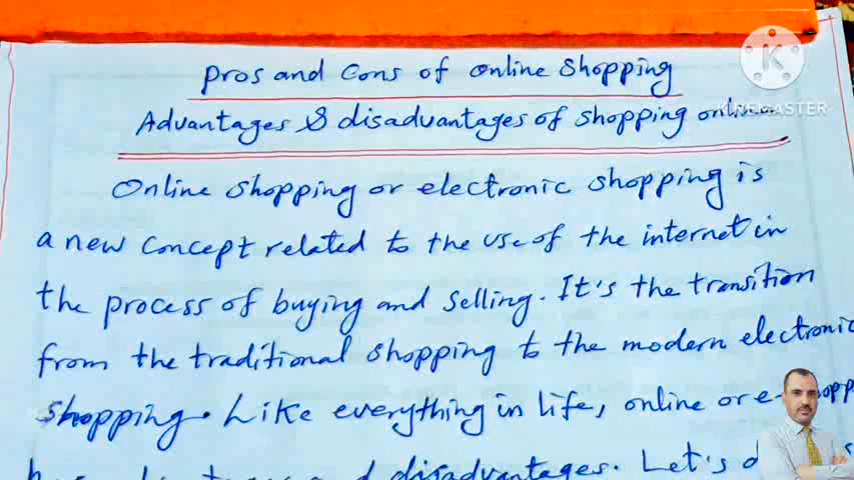 Pros and Cons of Online Shopping
Advantages & disadvantages of shopping online
Online shopping or electronic shopping is
a new concept related to the use of the internet in
the process of buying and selling. It's the transition
from the traditional shopping to the modern electronic
shopping. Like everything in life, online or e-shopp
and disadvantages. Let's d
K
KINEMASTER